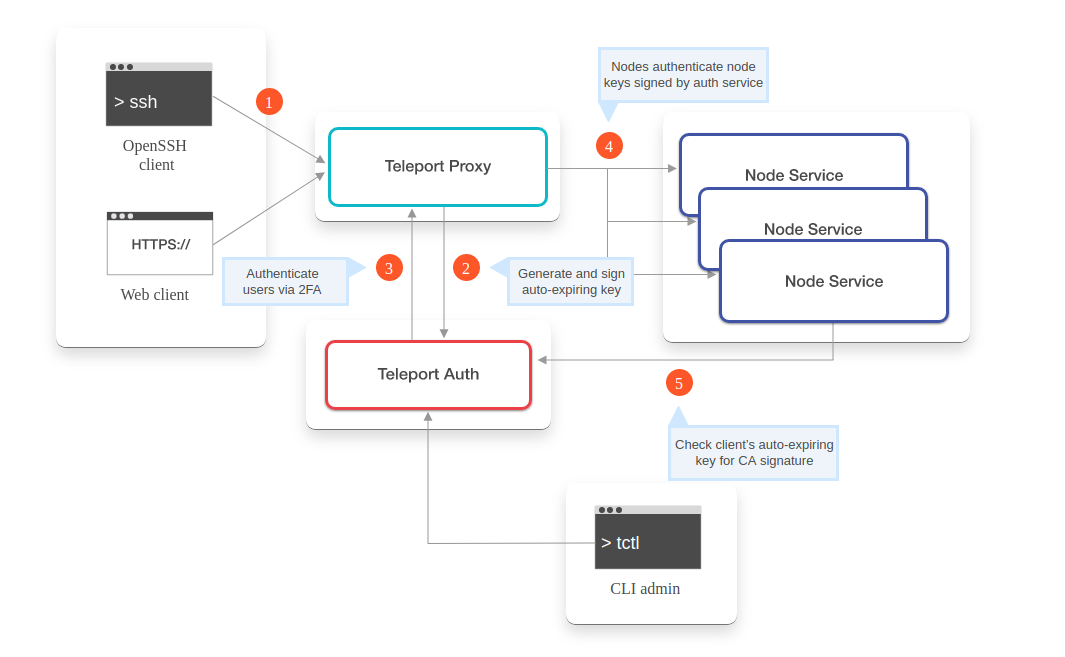 > ssh
OpenSSH
client
HTTPS://
Web client
1
Teleport Proxy
Authenticate
users via 2FA
3
2
Generate and sign
auto-expiring key
Teleport Auth
Nodes authenticate node
keys signed by auth service
4
Node Service
Node Service
Node Service
5
Check client's auto-expiring
key for CA signature
> tctl
CLI admin